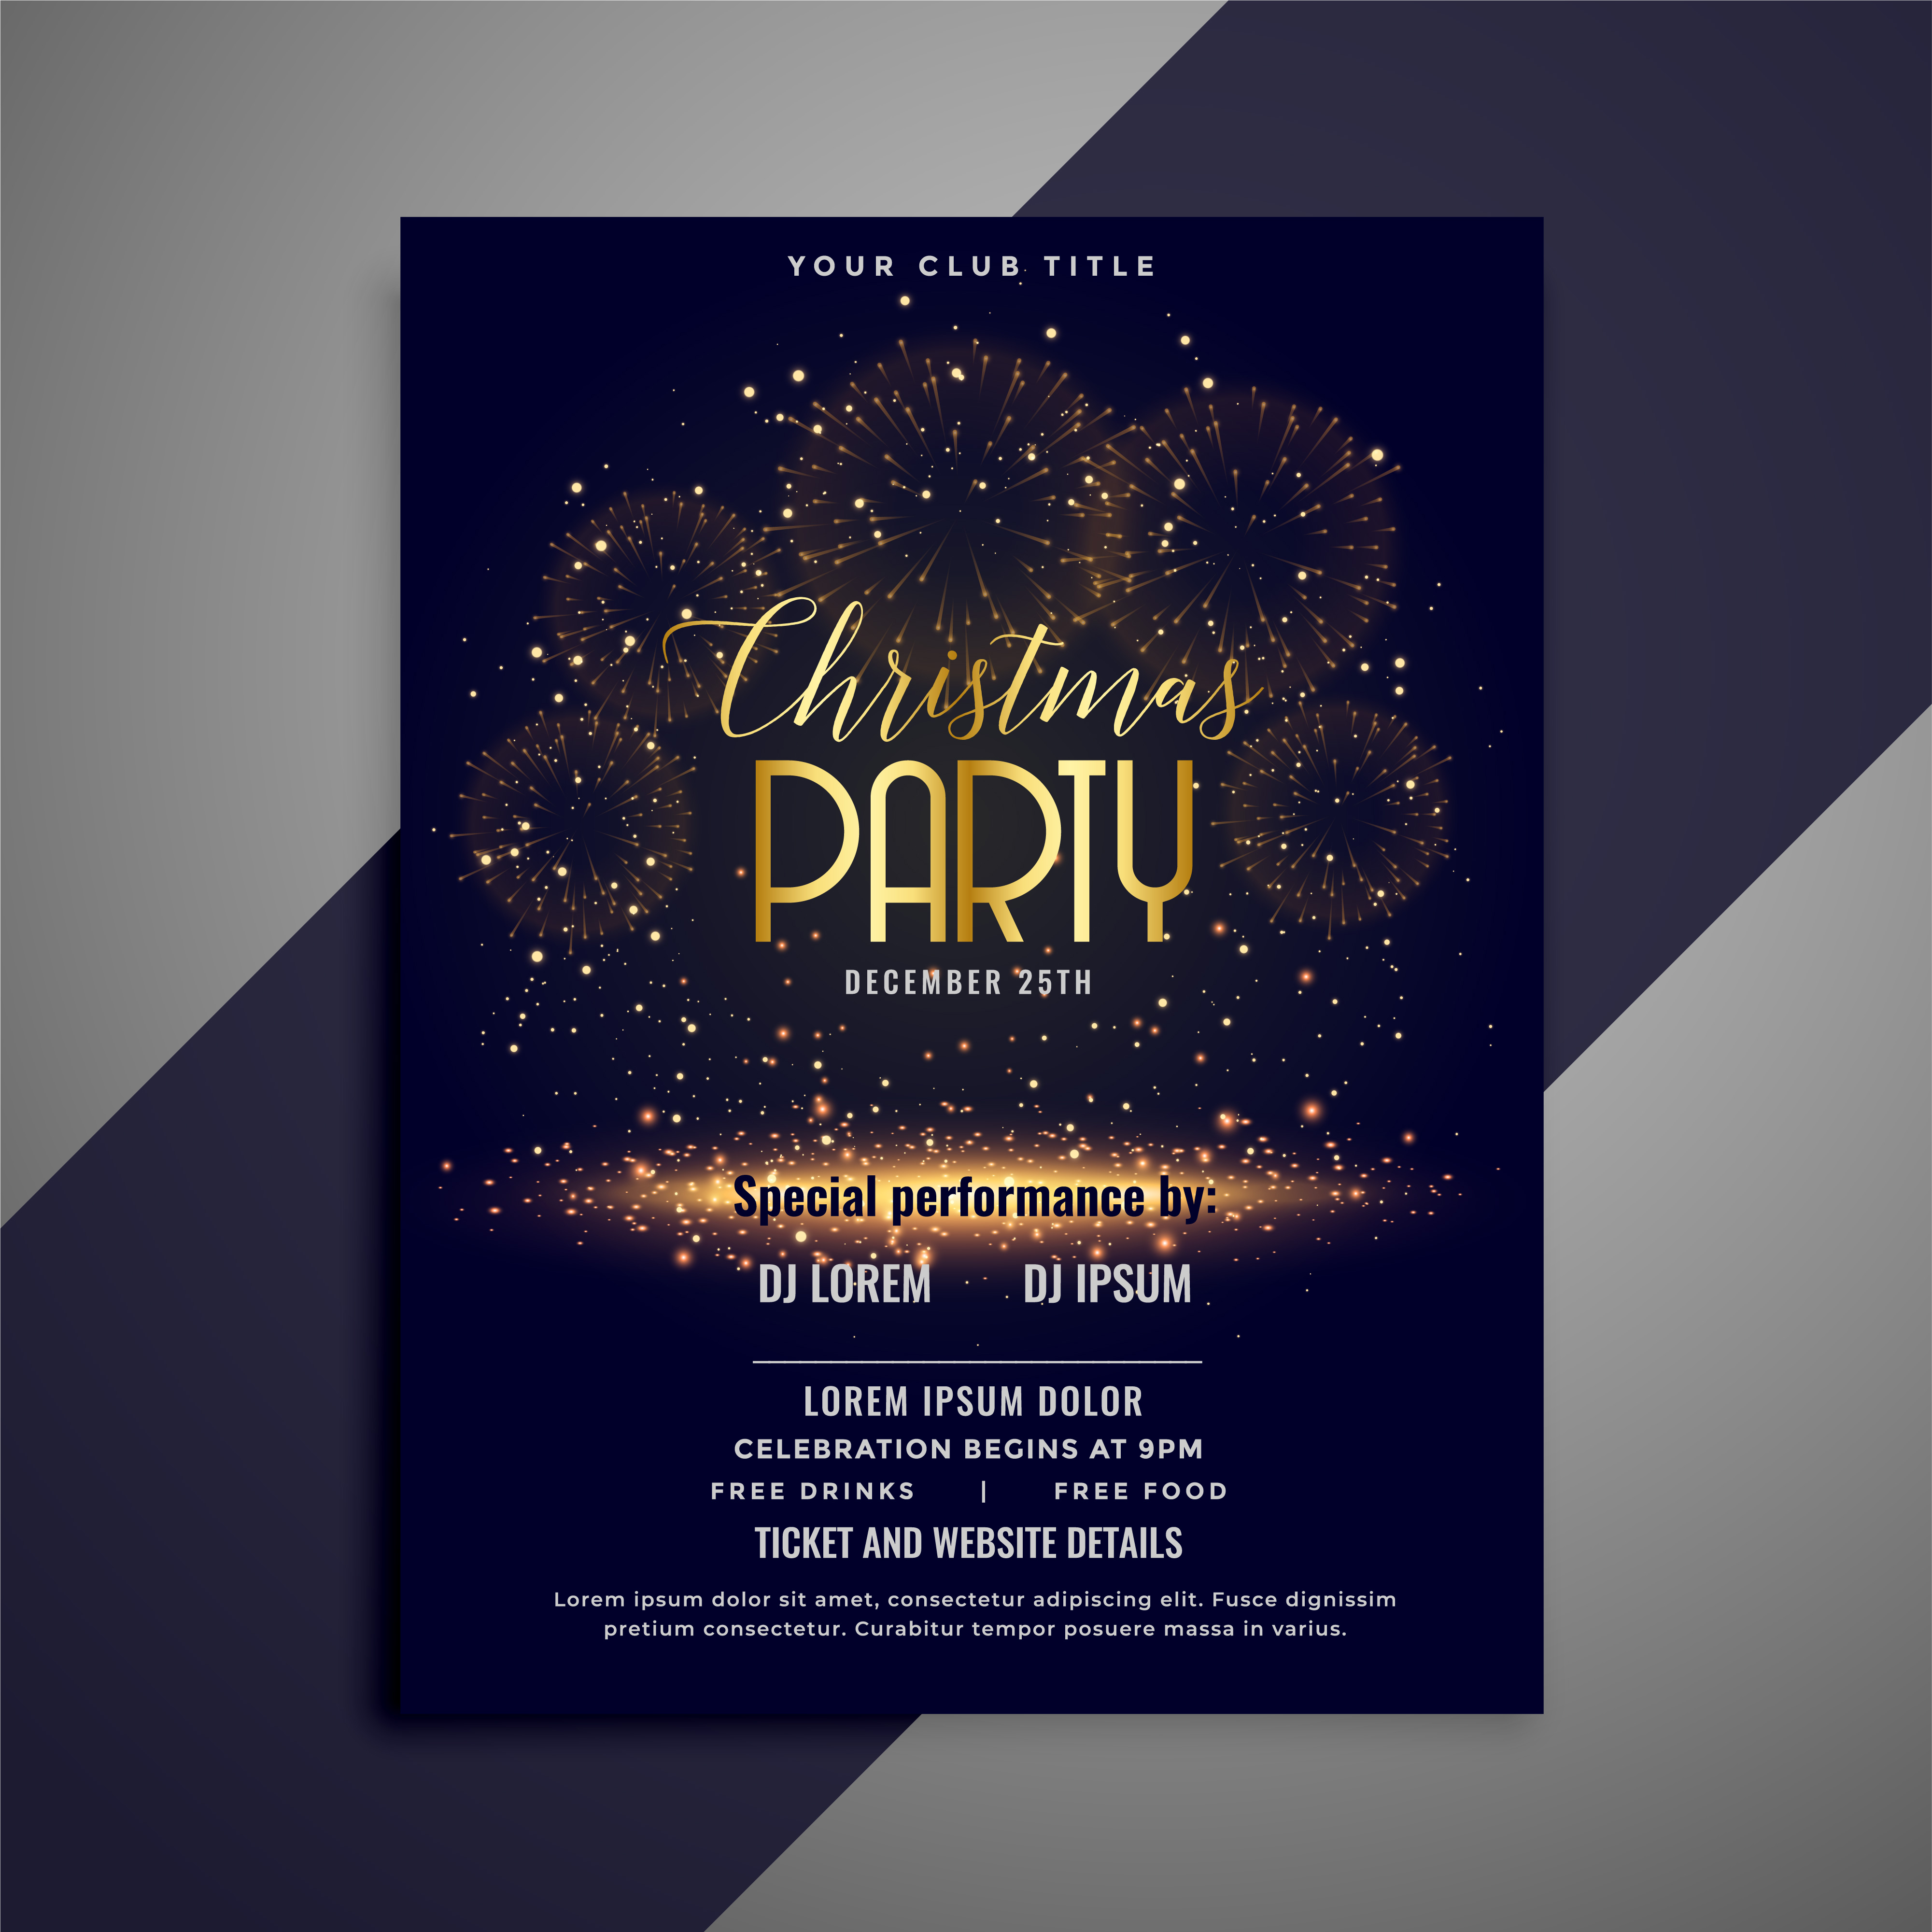 YOUR CLUB TITLE
Christmas
PARTY
DECEMBER 25TH
Special performance by:
DJ LOREM DJ IPSUM
LOREM IPSUM DOLOR
CELEBRATION BEGINS AT 9PM
FREE DRINKS | FREE FOOD
TICKET AND WEBSITE DETAILS
Lorem ipsum dolor sit amet, consectetur adipiscing elit. Fusce dignissim
pretium consectetur. Curabitur tempor posuere massa in varius.